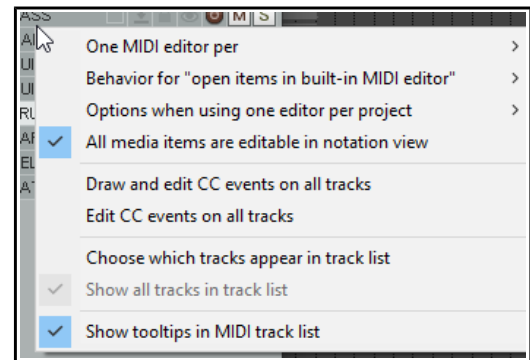 ASS M S
One MIDI editor per
Behavior for "open items in built-in MIDI editor"
Options when using one editor per project
All media items are editable in notation view
Draw and edit CC events on all tracks
Edit CC events on all tracks
Choose which tracks appear in track list
Show all tracks in track list
Show tooltips in MIDI track list